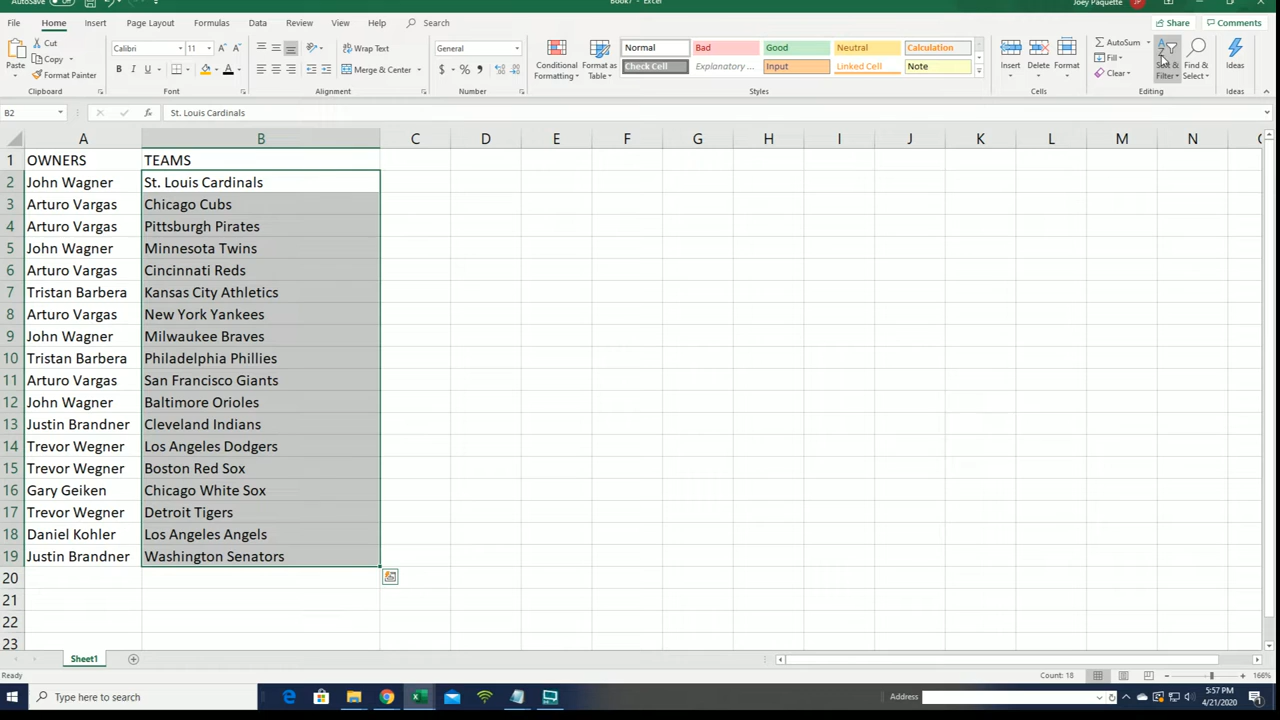 AutoSave
Book7 - Excel
Joey Paquette
JP
File Home Insert Page Layout Formulas Data Review View Help Search
Share Comments
Paste
Cut
Copy
Format Painter
Clipboard
Calibri 11
B I U
Font
Wrap Text
Merge & Center
Alignment
General
$ % 9
Number
Conditional Formatting
Format as Table
Normal Bad Good Neutral Calculation
Check Cell Explanatory ... Input Linked Cell Note
Styles
Insert Delete Format
Cells
AutoSum
Fill
Clear
Sort & Filter
Find & Select
Editing
Ideas
Ideas
B2 fx St. Louis Cardinals
A B C D E F G H I J K L M N
1 OWNERS TEAMS
2 John Wagner St. Louis Cardinals
3 Arturo Vargas Chicago Cubs
4 Arturo Vargas Pittsburgh Pirates
5 John Wagner Minnesota Twins
6 Arturo Vargas Cincinnati Reds
7 Tristan Barbera Kansas City Athletics
8 Arturo Vargas New York Yankees
9 John Wagner Milwaukee Braves
10 Tristan Barbera Philadelphia Phillies
11 Arturo Vargas San Francisco Giants
12 John Wagner Baltimore Orioles
13 Justin Brandner Cleveland Indians
14 Trevor Wegner Los Angeles Dodgers
15 Trevor Wegner Boston Red Sox
16 Gary Geiken Chicago White Sox
17 Trevor Wegner Detroit Tigers
18 Daniel Kohler Los Angeles Angels
19 Justin Brandner Washington Senators
20
21
22
23
Sheet1
Ready
Count: 18
166%
Type here to search
Address
5:57 PM
4/21/2020